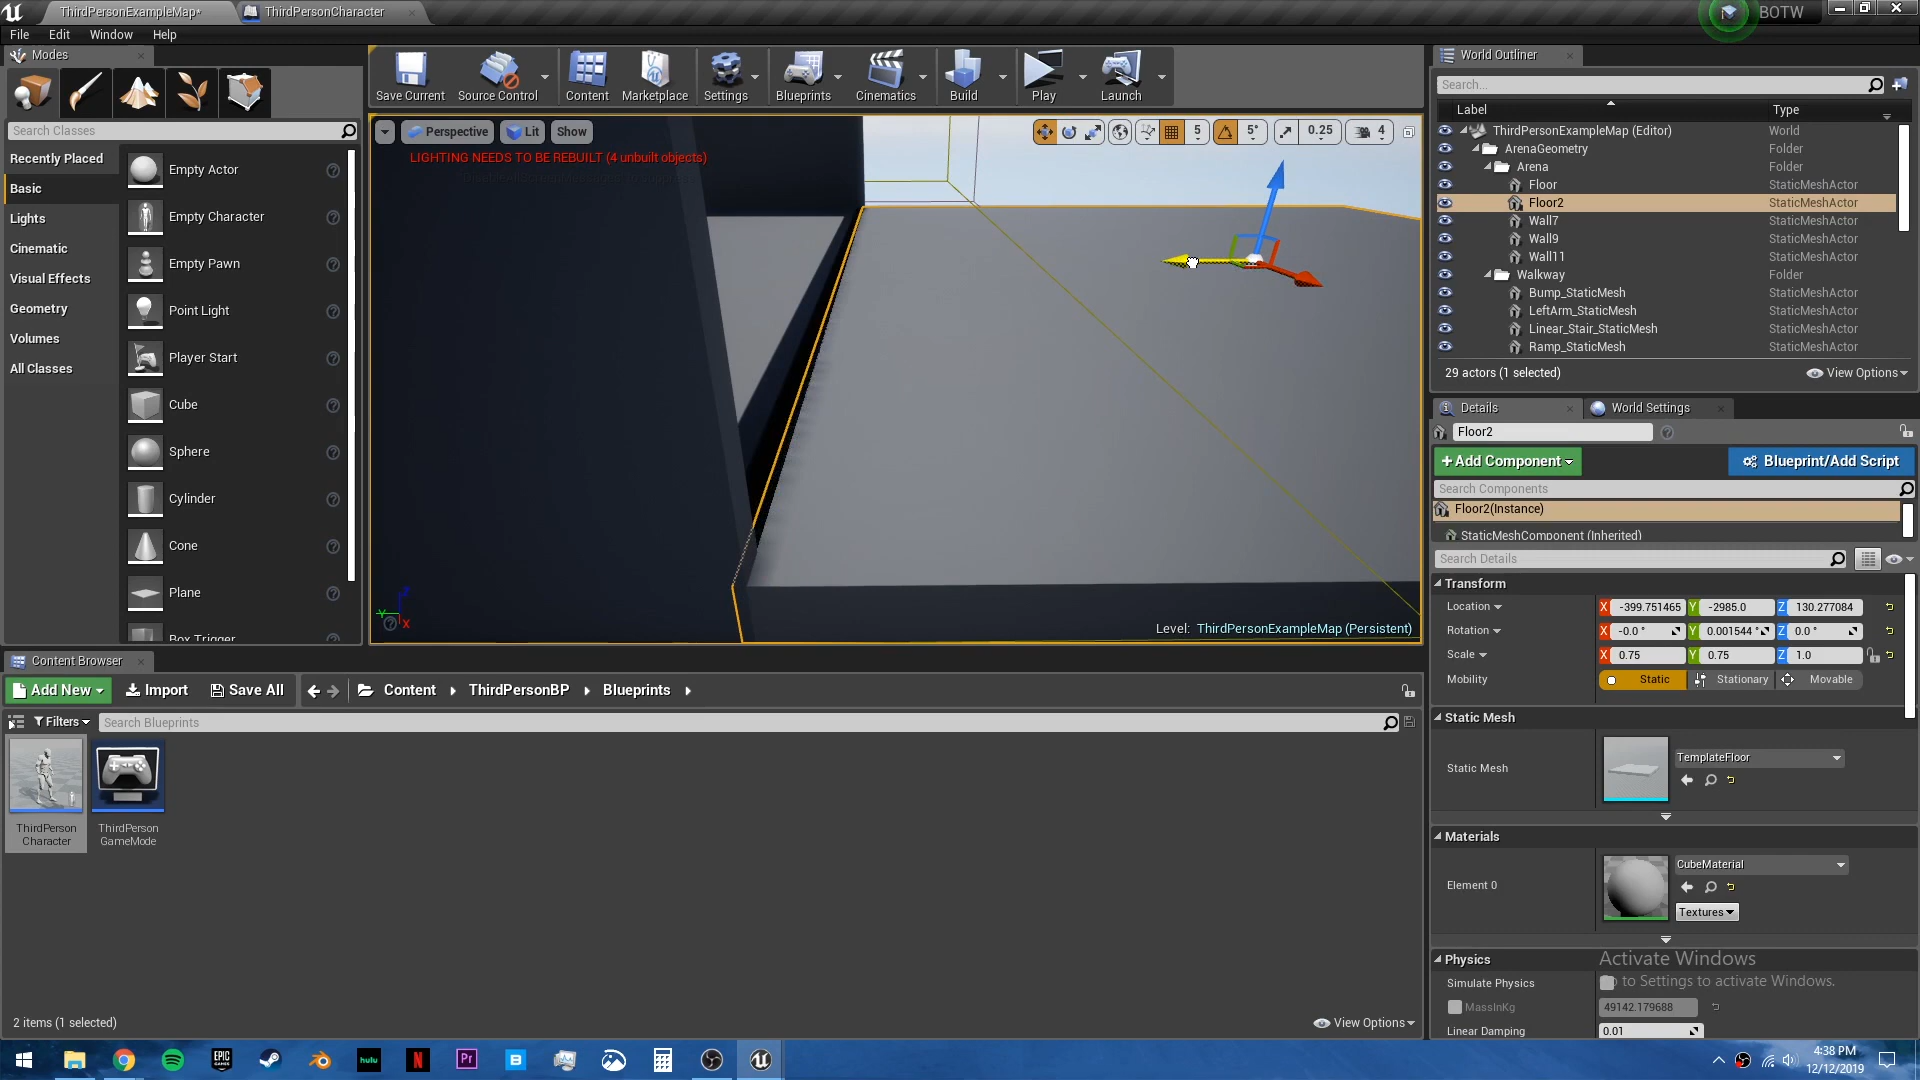 ThirdPersonExampleMap*
ThirdPersonCharacter
BOTW
File
Edit
Window
Help
Modes
World Outliner
Save Current
Source Control
Content
Marketplace
Settings
Blueprints
Cinematics
Build
Play
Launch
Search...
Label
Type
Search Classes
Recently Placed
Basic
Lights
Cinematic
Visual Effects
Geometry
Volumes
All Classes
Empty Actor
Empty Character
Empty Pawn
Point Light
Player Start
Cube
Sphere
Cylinder
Cone
Plane
Box Trigger
Perspective
Lit
Show
5
5°
0.25
4
LIGHTING NEEDS TO BE REBUILT (4 unbuilt objects)
Level: ThirdPersonExampleMap (Persistent)
ThirdPersonExampleMap (Editor) World
ArenaGeometry Folder
Arena Folder
Floor StaticMeshActor
Floor2 StaticMeshActor
Wall7 StaticMeshActor
Wall9 StaticMeshActor
Wall11 StaticMeshActor
Walkway Folder
Bump_StaticMesh StaticMeshActor
LeftArm_StaticMesh StaticMeshActor
Linear_Stair_StaticMesh StaticMeshActor
Ramp_StaticMesh StaticMeshActor
29 actors (1 selected)
View Options
Details
World Settings
Floor2
+Add Component
Blueprint/Add Script
Search Components
Floor2(Instance)
StaticMeshComponent (Inherited)
Search Details
Transform
Location X -399.751465 Y -2985.0 Z 130.277084
Rotation X -0.0 ° Y 0.001544 ° Z 0.0 °
Scale X 0.75 Y 0.75 Z 1.0
Mobility Static Stationary Movable
Static Mesh
Static Mesh
TemplateFloor
Materials
Element 0
CubeMaterial
Textures
Physics
Activate Windows
Simulate Physics
Go to Settings to activate Windows.
MassInKg
49142.179688
Linear Damping
0.01
Content Browser
Add New
Import
Save All
Content
ThirdPersonBP
Blueprints
Filters
Search Blueprints
ThirdPerson
Character
ThirdPerson
GameMode
2 items (1 selected)
View Options
Y
X
EPIC
GAMES
hulu
N
Pr
B
4:38 PM
12/12/2019